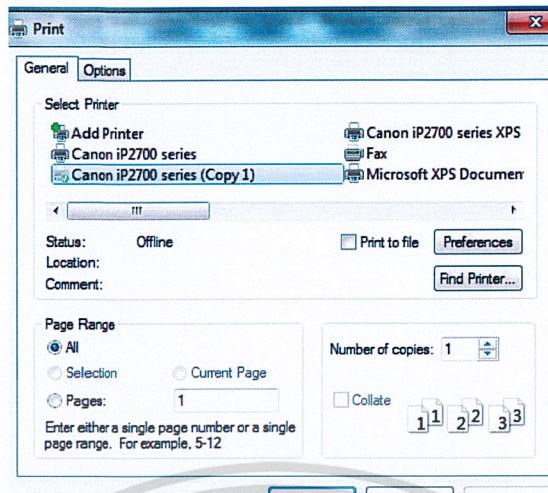 Print
General Options
Select Printer
Add Printer
Canon iP2700 series
Canon iP2700 series (Copy 1)
Canon iP2700 series XPS
Fax
Microsoft XPS Documen
Status: Offline
Location:
Comment:
Print to file
Preferences
Find Printer...
Page Range
All
Selection Current Page
Pages: 1
Enter either a single page number or a single
page range. For example, 5-12
Number of copies: 1
Collate
1 1 2 2 3 3